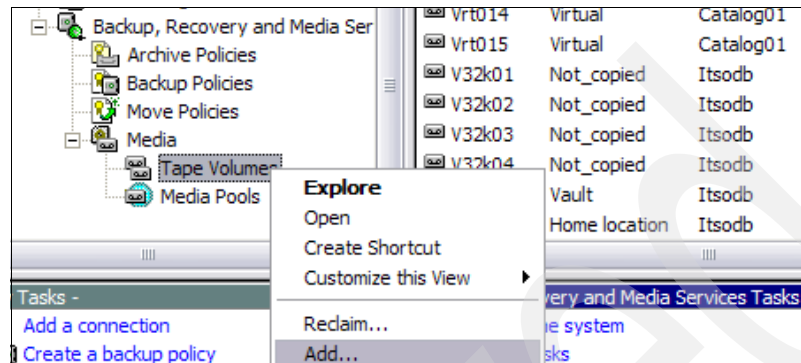 Backup, Recovery and Media Ser
Archive Policies
Backup Policies
Move Policies
Media
Tape Volumes
Media Pools
Vrt014 Virtual Catalog01
Vrt015 Virtual Catalog01
V32k01 Not_copied Itsodb
V32k02 Not_copied Itsodb
V32k03 Not_copied Itsodb
V32k04 Not_copied Itsodb
Vault Itsodb
Home location Itsodb
Explore
Open
Create Shortcut
Customize this View
Reclaim...
Add...
Tasks -
Add a connection
Create a backup policy
very and Media Services Tasks
e system
sks